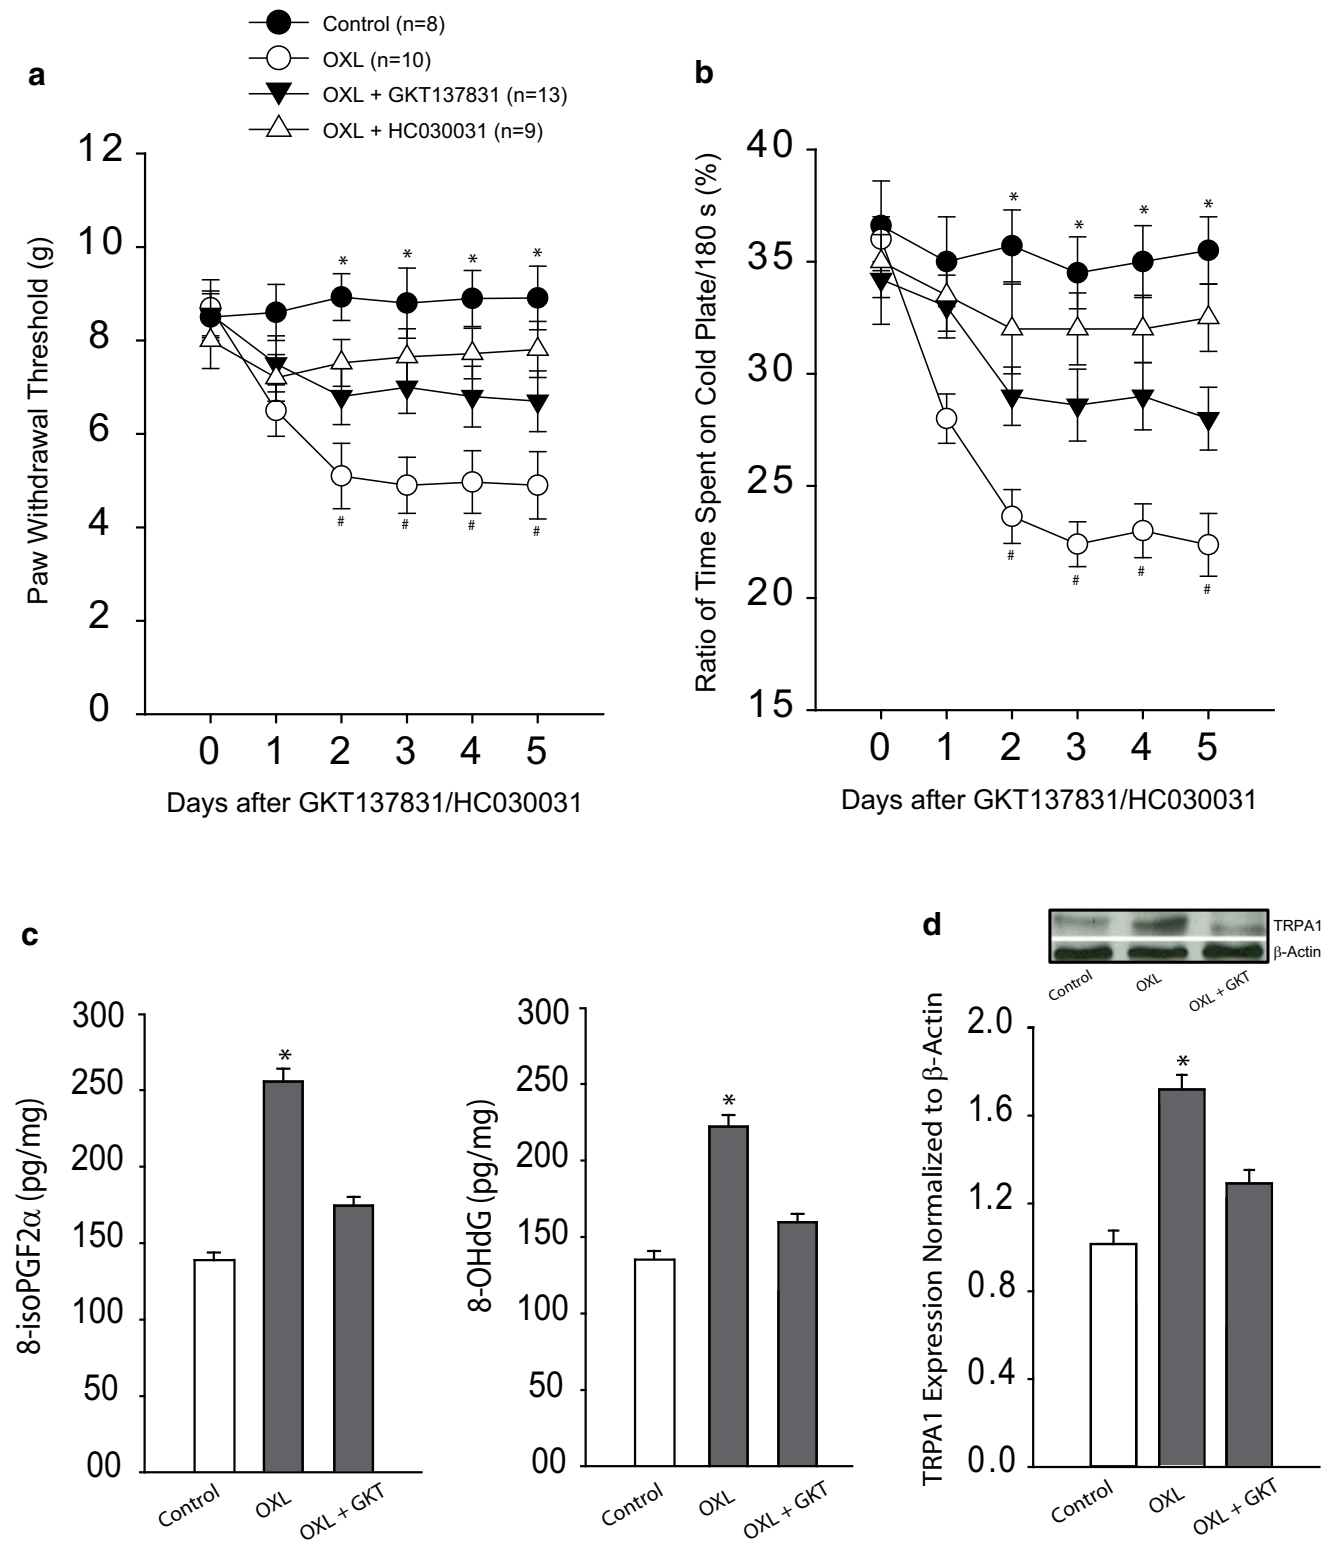 Control (n=8)
OXL (n=10)
OXL + GKT137831 (n=13)
OXL + HC030031 (n=9)
a
Paw Withdrawal Threshold (g)
12
10
8
6
4
2
0
* * * *
# # # #
0 1 2 3 4 5
Days after GKT137831/HC030031
b
Ratio of Time Spent on Cold Plate/180 s (%)
40
35
30
25
20
15
* * * *
# # # #
0 1 2 3 4 5
Days after GKT137831/HC030031
c
8-isoPGF2α (pg/mg)
300
250
200
150
100
50
00
*
Control OXL OXL + GKT
8-OHdG (pg/mg)
300
250
200
150
100
50
00
*
Control OXL OXL + GKT
d
TRPA1
β-Actin
Control OXL OXL + GKT
TRPA1 Expression Normalized to β-Actin
2.0
1.6
1.2
0.8
0.4
0.0
*
Control OXL OXL + GKT